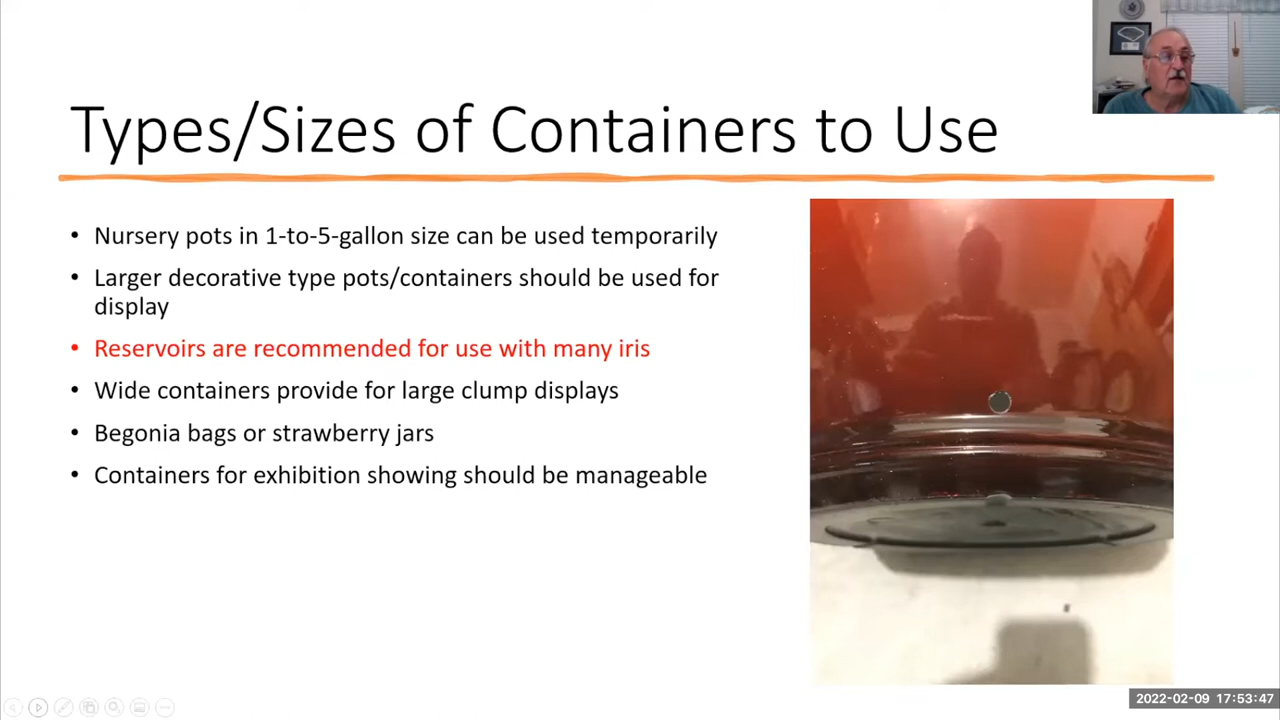 Types/Sizes of Containers to Use
• Nursery pots in 1-to-5-gallon size can be used temporarily
• Larger decorative type pots/containers should be used for
display
• Reservoirs are recommended for use with many iris
• Wide containers provide for large clump displays
• Begonia bags or strawberry jars
• Containers for exhibition showing should be manageable
2022-02-09 17:53:47